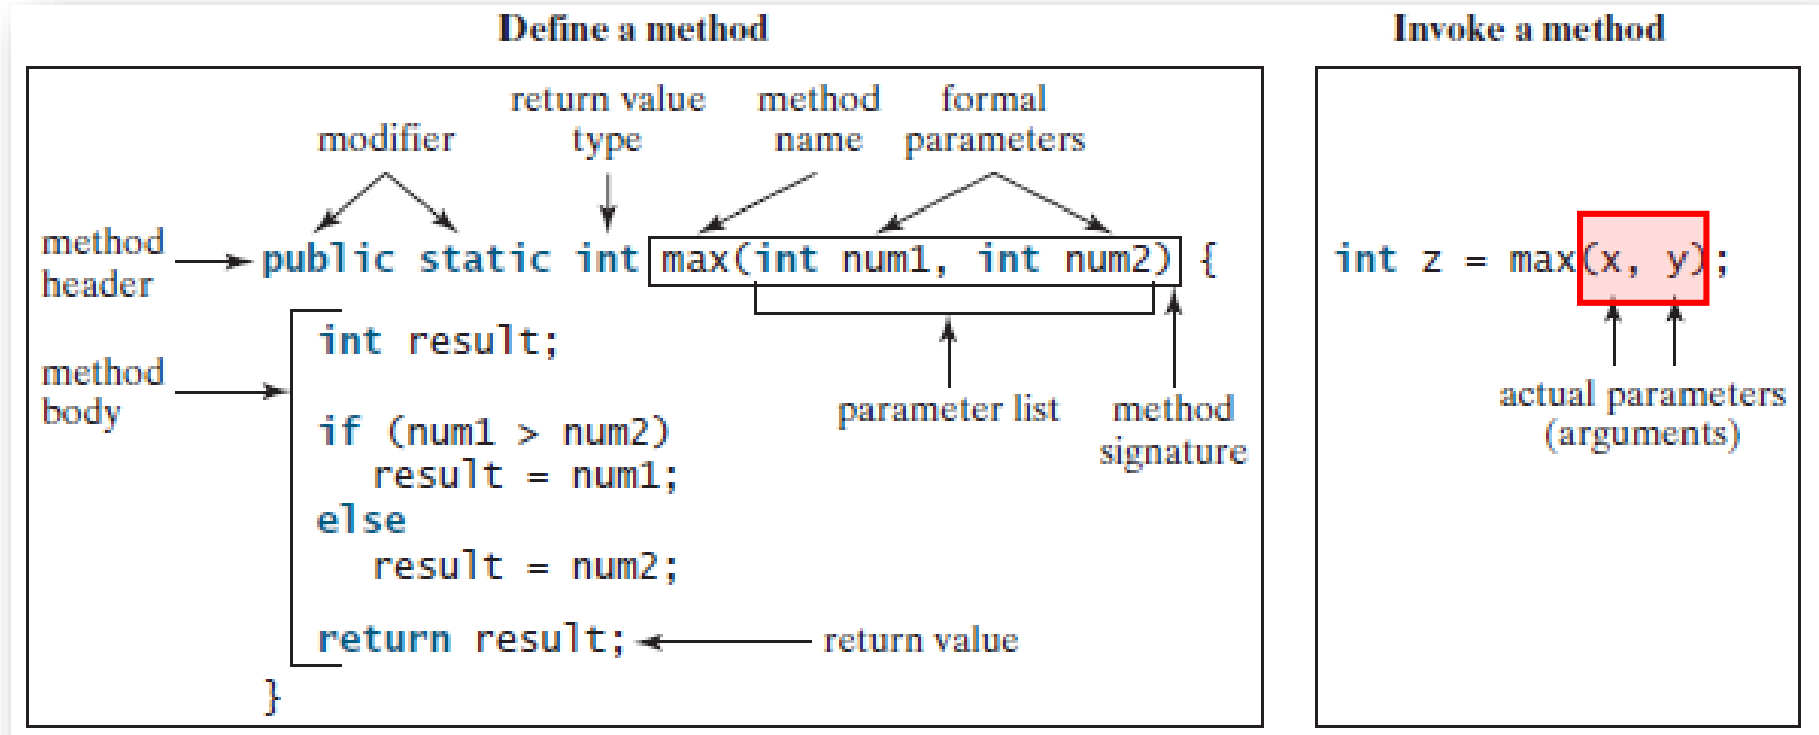 Define a method
Invoke a method
return value method formal
modifier type name parameters
method
header
public static int max(int num1, int num2) {
int z = max(x, y);
method
body
int result;
parameter list method
signature
actual parameters
(arguments)
if (num1 > num2)
result = num1;
else
result = num2;
return result;
return value
}